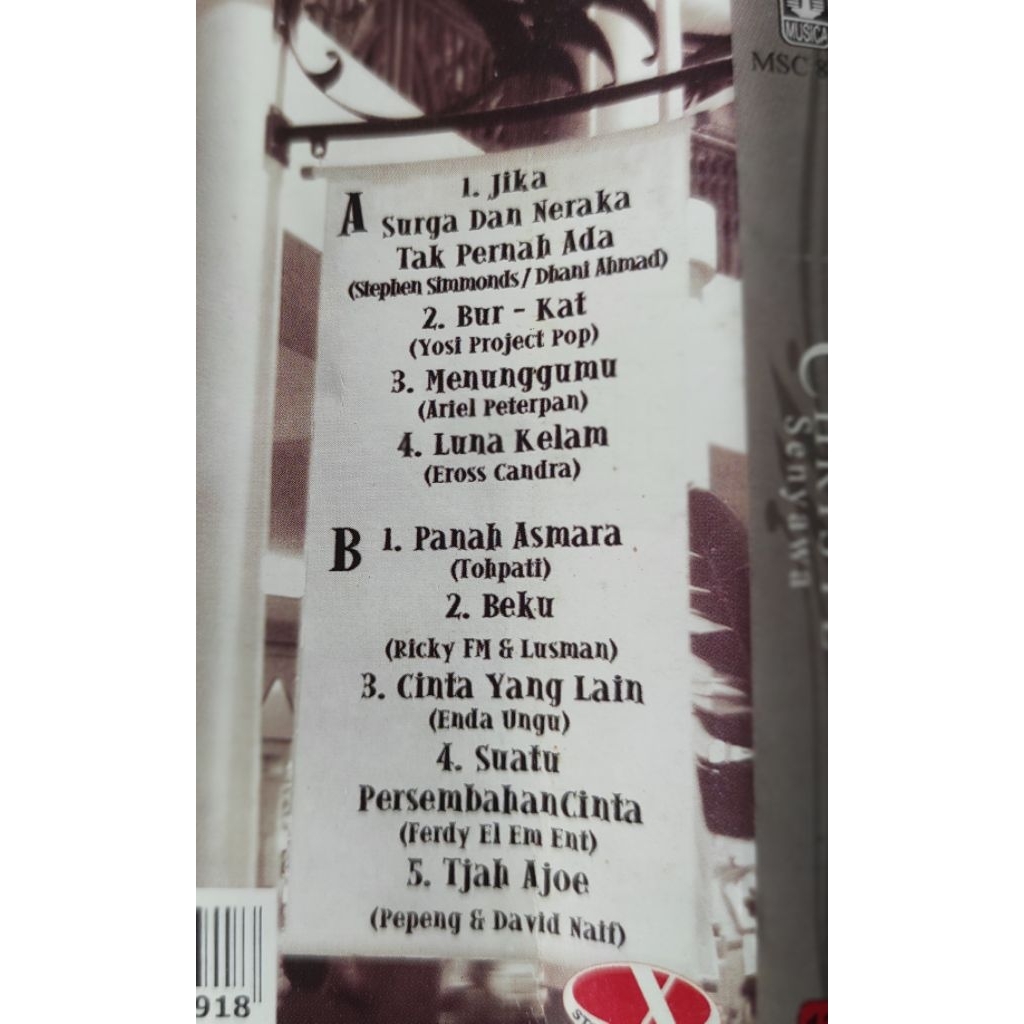 MUSICA
MSC 8
A
1. Jika
Surga Dan Neraka
Tak Pernah Ada
(Stephen Simmonds / Dhani Ahmad)
2. Bur - Kat
(Yosi Project Pop)
3. Menunggumu
(Ariel Peterpan)
4. Luna Kelam
(Eross Candra)
B
1. Panah Asmara
(Tohpati)
2. Beku
(Ricky FM & Lusman)
3. Cinta Yang Lain
(Enda Ungu)
4. Suatu
PersembahanCinta
(Ferdy El Em Ent)
5. Tjah Ajoe
(Pepeng & David Naif)
Senyawa
918
X